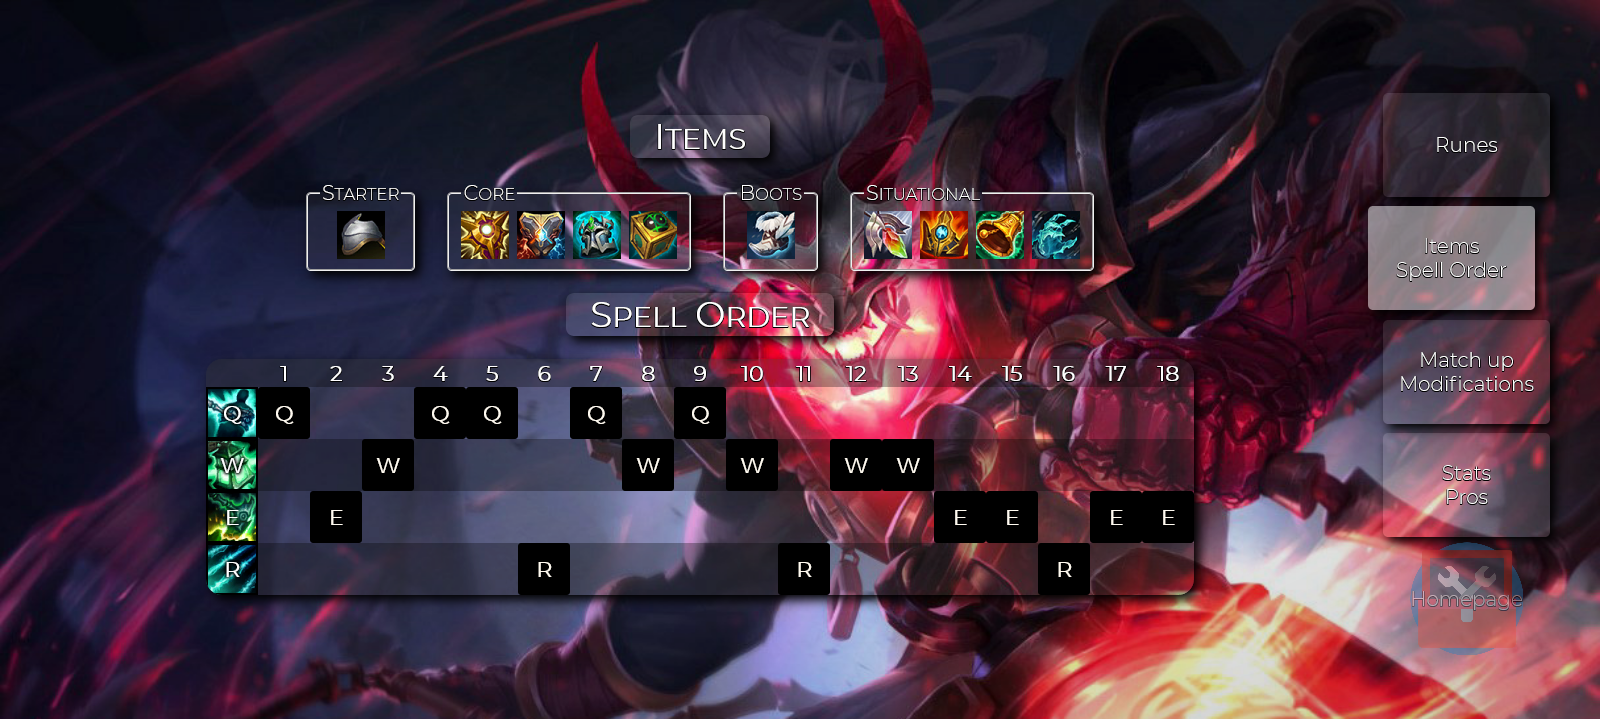 Items
Starter
Core
Boots
Situational
Spell Order
1 2 3 4 5 6 7 8 9 10 11 12 13 14 15 16 17 18
Q Q Q Q Q Q
W W W W W W
E E E E E E
R R R R
Runes
Items
Spell Order
Match up
Modifications
Stats
Pros
Homepage